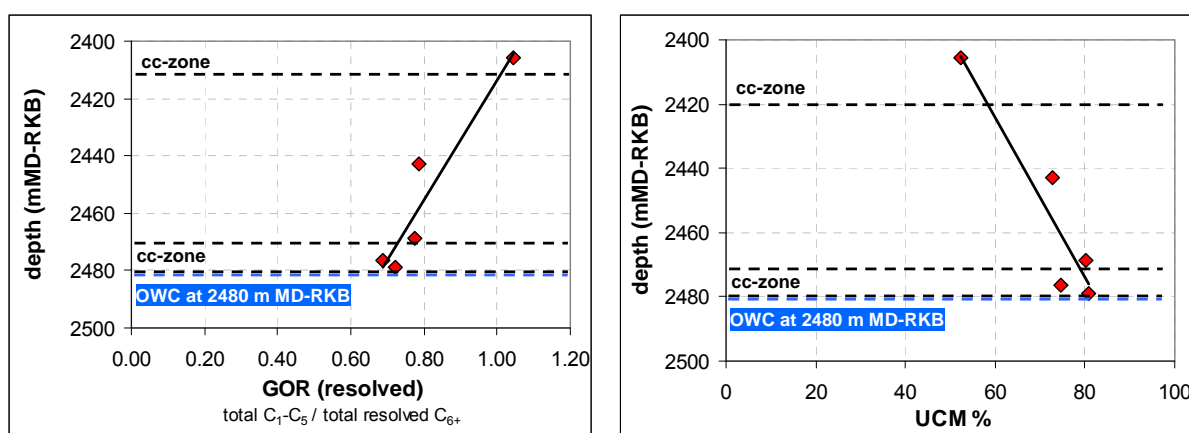 2400
2420
2440
2460
2480
2500
depth (mMD-RKB)
cc-zone
cc-zone
OWC at 2480 m MD-RKB
0.00 0.20 0.40 0.60 0.80 1.00 1.20
GOR (resolved)
total C₁-C₅ / total resolved C₆₊
2400
2420
2440
2460
2480
2500
depth (mMD-RKB)
cc-zone
cc-zone
OWC at 2480 m MD-RKB
0 20 40 60 80 100
UCM %